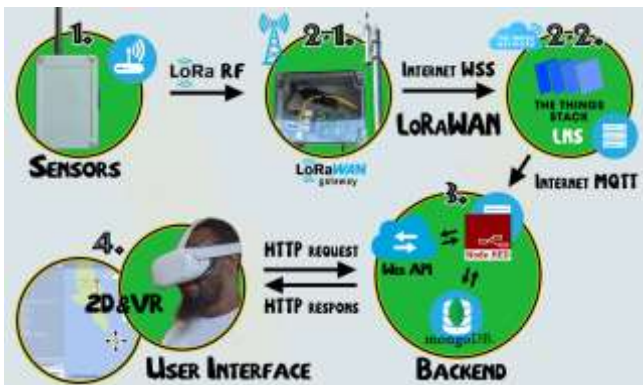 1.
SENSORS
LoRa RF
2-1.
LoRaWAN
gateway
INTERNET WSS
LoRaWAN
2-2.
THE THINGS
STACK
LNS
INTERNET MQTT
3.
Node RED
WEB API
mongoDB
BACKEND
HTTP REQUEST
HTTP RESPONS
4.
2D&VR
USER INTERFACE